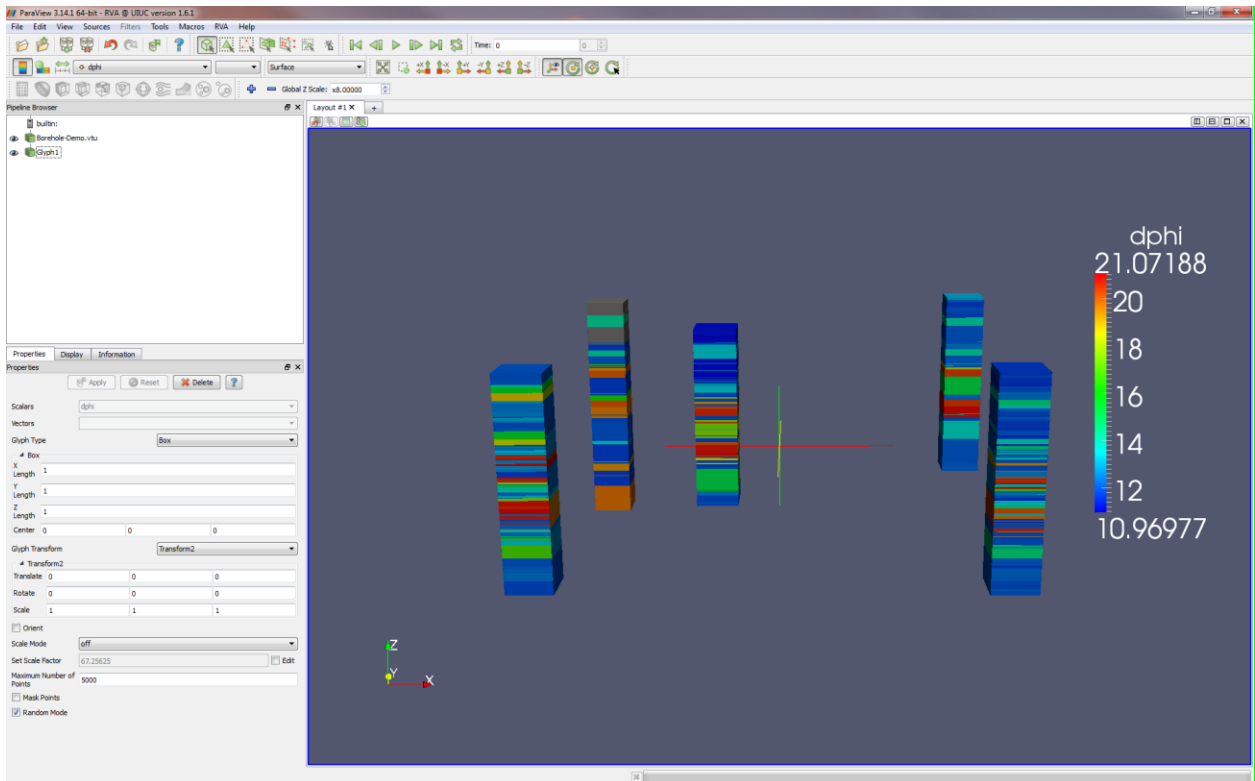 ParaView 3.14.1 64-bit - RVA @ UIUC version 1.6.1
File Edit View Sources Filters Tools Macros RVA Help
Time: 0 0
dphi Surface
Global Z Scale: x8.00000
Pipeline Browser Layout #1 X +
builtin:
Borehole-Demo.vtu
Glyph1
dphi
21.07188
20
18
16
14
12
10.96977
Z
Y
X
Properties Display Information
Properties
Apply Reset Delete ?
Scalars dphi
Vectors
Glyph Type Box
Box
X
Length 1
Y
Length 1
Z
Length 1
Center 0 0 0
Glyph Transform Transform2
Transform2
Translate 0 0 0
Rotate 0 0 0
Scale 1 1 1
Orient
Scale Mode off
Set Scale Factor 67.25625 Edit
Maximum Number of
Points 5000
Mask Points
Random Mode